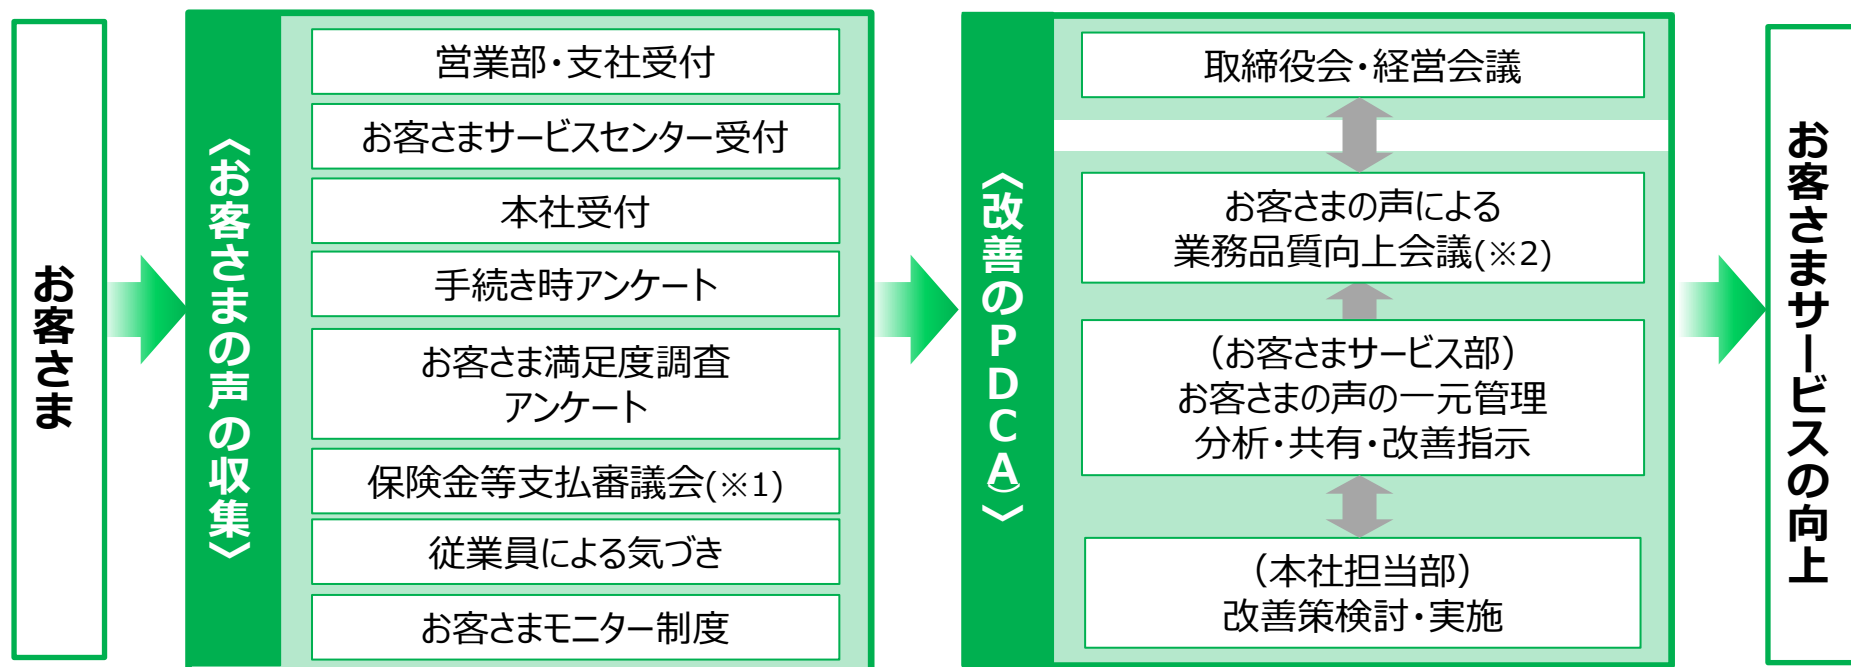 お客さま
〈お客さまの声の収集〉
営業部・支社受付
お客さまサービスセンター受付
本社受付
手続き時アンケート
お客さま満足度調査
アンケート
保険金等支払審議会(※1)
従業員による気づき
お客さまモニター制度
〈改善のPDCA〉
取締役会・経営会議
お客さまの声による
業務品質向上会議(※2)
（お客さまサービス部）
お客さまの声の一元管理
分析・共有・改善指示
（本社担当部）
改善策検討・実施
お客さまサービスの向上